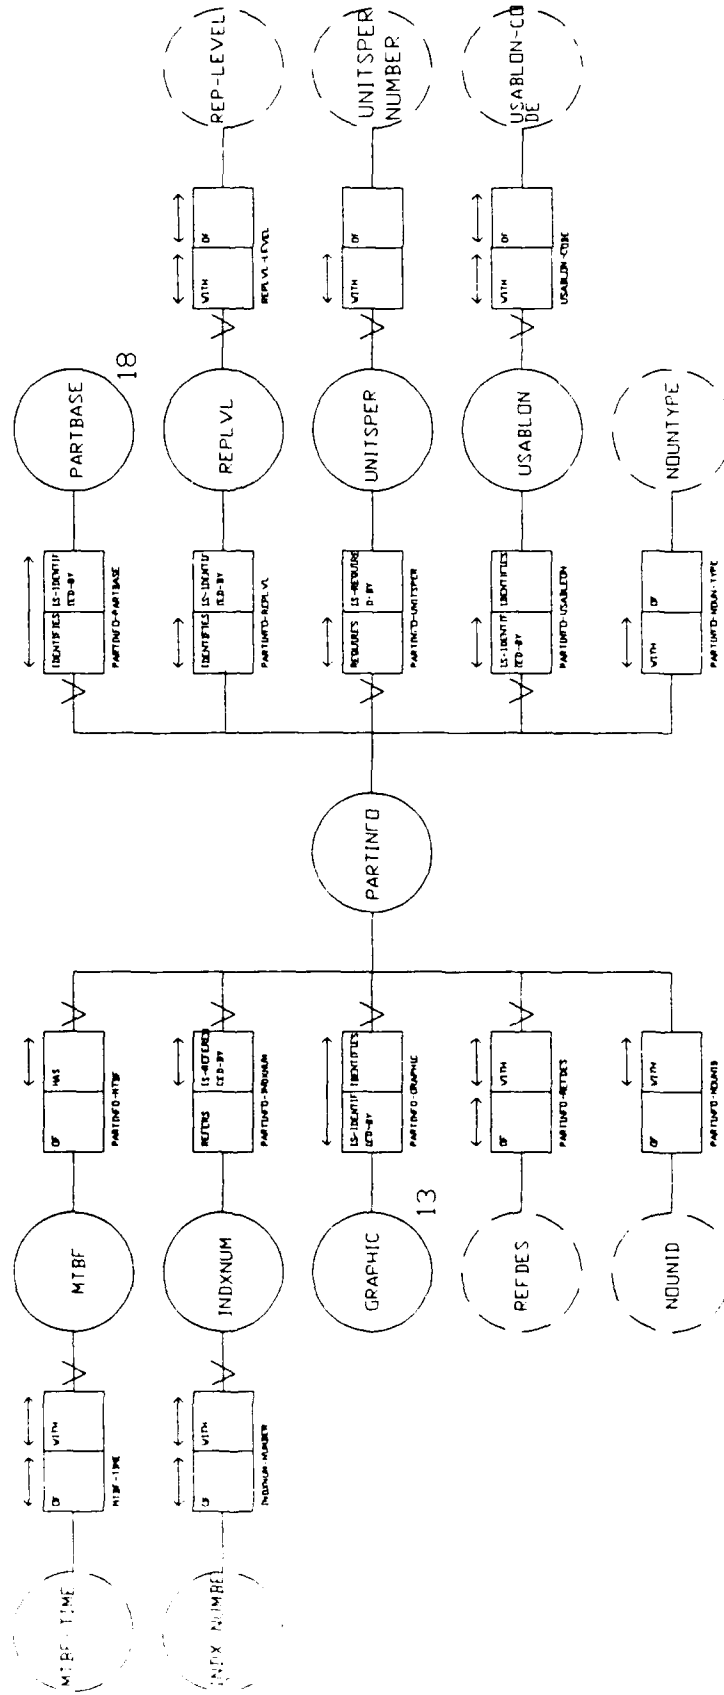 MTBF-TIME
OF
WITH
MTBF-TIME
MTBF
OF
HAS
PARTINFO-MTBF
IDENTIFIES
IS-IDENTIF
IED-BY
PARTINFO-PARTBASE
PARTBASE
18
INDX NUMBER
OF
WITH
INDXNUM-NUMBER
INDXNUM
REFERS
IS-REFEREN
CED-BY
PARTINFO-INDXNUM
IDENTIFIES
IS-IDENTIF
IED-BY
PARTINFO-REPLVL
REPLVL
WITH
OF
REPLVL-LEVEL
REP-LEVEL
GRAPHIC
13
IS-IDENTIF
IED-BY
IDENTIFIES
PARTINFO-GRAPHIC
PARTINFO
REQUIRES
IS-REQUIRE
D-BY
PARTINFO-UNITSPER
UNITSPER
WITH
OF
UNITSPER
NUMBER
REFDES
OF
WITH
PARTINFO-REFDES
IS-IDENTIF
IED-BY
IDENTIFIES
PARTINFO-USABLEON
USABLON
WITH
OF
USABLON-CODE
USABLON-CO
DE
NOUNID
OF
WITH
PARTINFO-NOUNID
WITH
OF
PARTINFO-NOUN-TYPE
NOUNTYPE